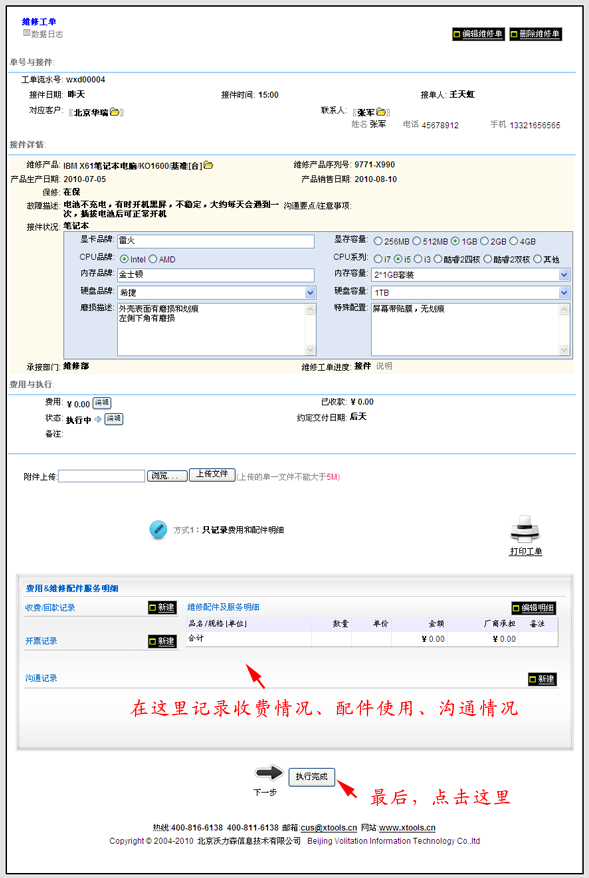 维修工单
数据日志
编辑维修单 删除维修单
单号与接件:
工单流水号: wxd00004
接件日期: 昨天 接件时间: 15:00 接单人: 王天虹
对应客户: [北京华瑞] 联系人: [张军]
姓名 张军 电话 45678912 手机 13321656565
接件详情:
维修产品: IBM X61笔记本电脑/KO1600/基准[台] 维修产品序列号: 9771-X990
产品生产日期: 2010-07-05 产品销售日期: 2010-08-10
保修: 在保
故障描述: 电池不充电，有时开机黑屏，不稳定，大约每天会遇到一次，插拔电池后可正常开机 沟通要点/注意事项:
接件状况: 笔记本
显卡品牌: 雷火 显存容量: 256MB 512MB 1GB 2GB 4GB
CPU品牌: Intel AMD CPU系列: i7 i5 i3 酷睿2四核 酷睿2双核 其他
内存品牌: 金士顿 内存容量: 2*1GB套装
硬盘品牌: 希捷 硬盘容量: 1TB
磨损描述: 外壳表面有磨损和划痕 特殊配置: 屏幕带贴膜，无划痕
左侧下角有磨损
承接部门: 维修部 维修工单进度: 接件 说明
费用与执行:
费用: ¥ 0.00 编辑 已收款: ¥ 0.00
状态: 执行中 编辑 约定交付日期: 后天
备注:
附件上传: 浏览... 上传文件 (上传的单一文件不能大于5M)
方式1：只记录费用和配件明细
打印工单
费用&维修配件服务明细
收费/回款记录 新建 维修配件及服务明细 编辑明细
品名/规格[单位] 数量 单价 金额 厂商承担 备注
合计 ¥ 0.00 ¥ 0.00
开票记录 新建
沟通记录 新建
在这里记录收费情况、配件使用、沟通情况
下一步 执行完成
最后，点击这里
热线:400-816-6138 400-811-6138 邮箱:cus@xtools.cn 网站:www.xtools.cn
Copyright © 2004-2010 北京沃力森信息技术有限公司 Beijing Volitation Information Technology Co.,ltd